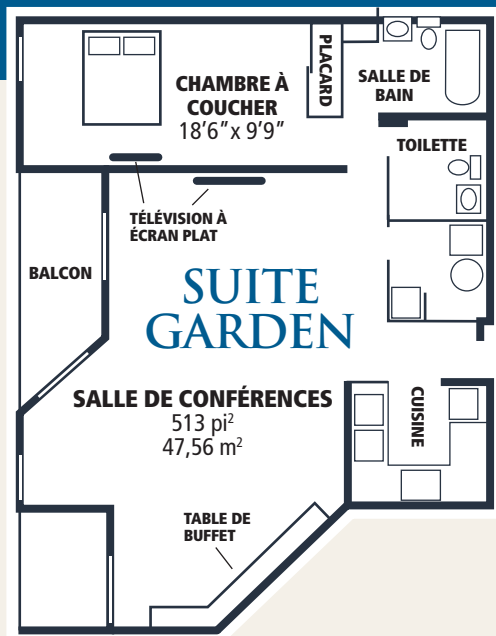 CHAMBRE À
COUCHER
18’6” x 9’9”
PLACARD
SALLE DE
BAIN
TOILETTE
TÉLÉVISION À
ÉCRAN PLAT
BALCON
SUITE
GARDEN
SALLE DE CONFÉRENCES
513 pi²
47,56 m²
CUISINE
TABLE DE
BUFFET